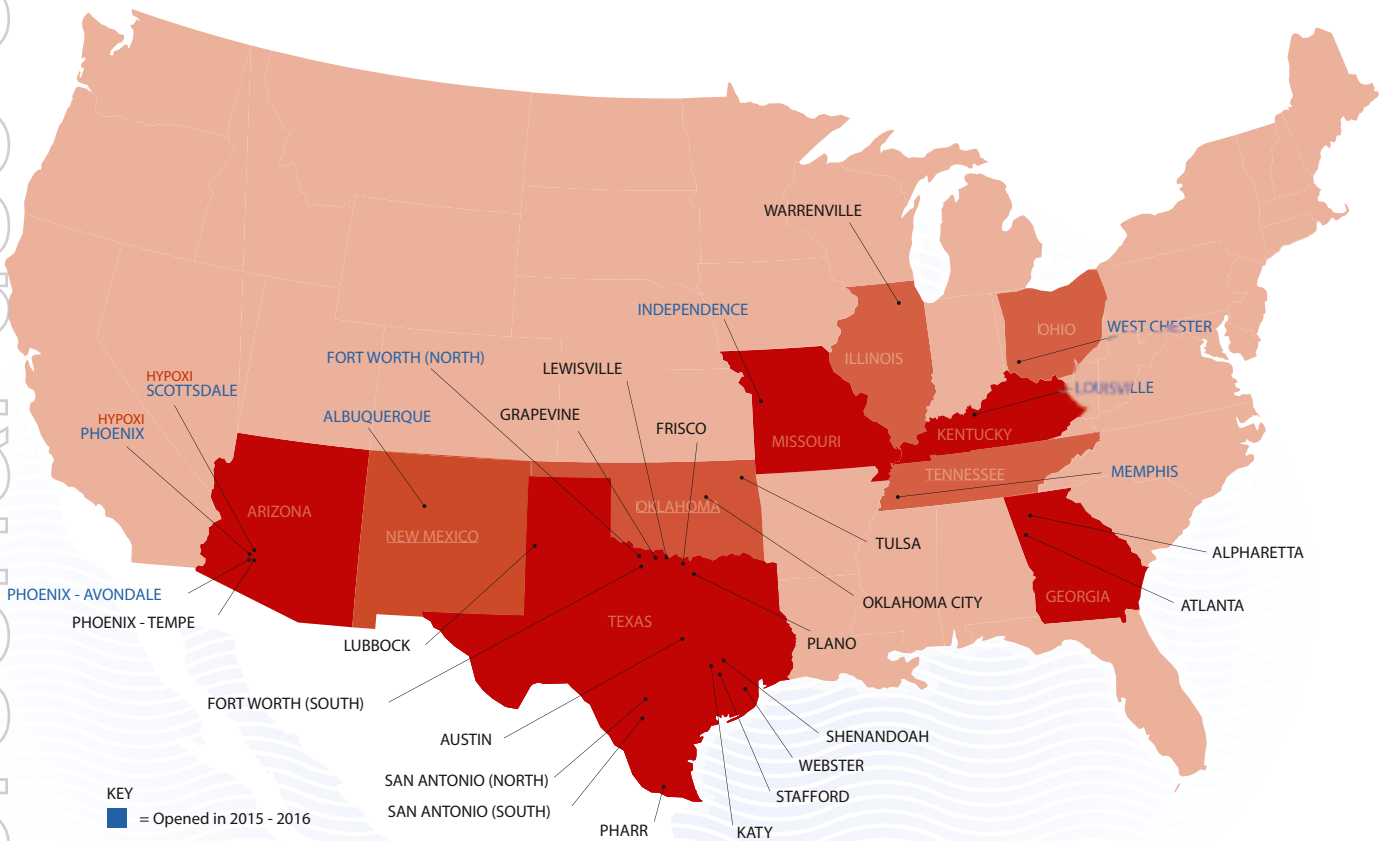 WARRENVILLE
INDEPENDENCE
OHIO
WEST CHESTER
FORT WORTH (NORTH)
LEWISVILLE
ILLINOIS
HYPOXI
SCOTTSDALE
LOUISVILLE
ALBUQUERQUE
GRAPEVINE
FRISCO
HYPOXI
PHOENIX
MISSOURI
KENTUCKY
TENNESSEE
MEMPHIS
ARIZONA
OKLAHOMA
NEW MEXICO
TULSA
ALPHARETTA
PHOENIX - AVONDALE
OKLAHOMA CITY
GEORGIA
ATLANTA
PHOENIX - TEMPE
TEXAS
LUBBOCK
PLANO
FORT WORTH (SOUTH)
AUSTIN
SHENANDOAH
WEBSTER
SAN ANTONIO (NORTH)
STAFFORD
SAN ANTONIO (SOUTH)
PHARR
KATY
KEY
= Opened in 2015 - 2016